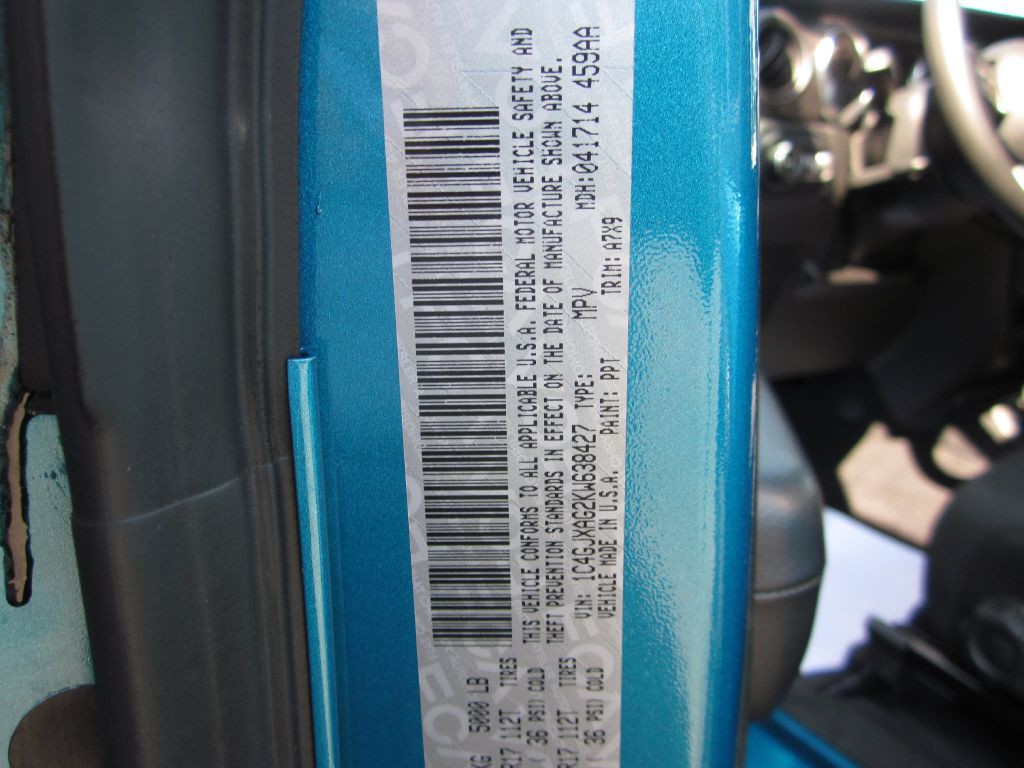 KG 5000 LB
R17 112T TIRES
( 36 PSI) COLD
R17 112T TIRES
( 36 PSI) COLD
THIS VEHICLE CONFORMS TO ALL APPLICABLE U.S.A. FEDERAL MOTOR VEHICLE SAFETY AND
THEFT PREVENTION STANDARDS IN EFFECT ON THE DATE OF MANUFACTURE SHOWN ABOVE.
VIN: 1C4GJXAG2KW638427 TYPE: MPV MDH:041714 459AA
VEHICLE MADE IN U.S.A. PAINT: PPT TRIM: A7X9